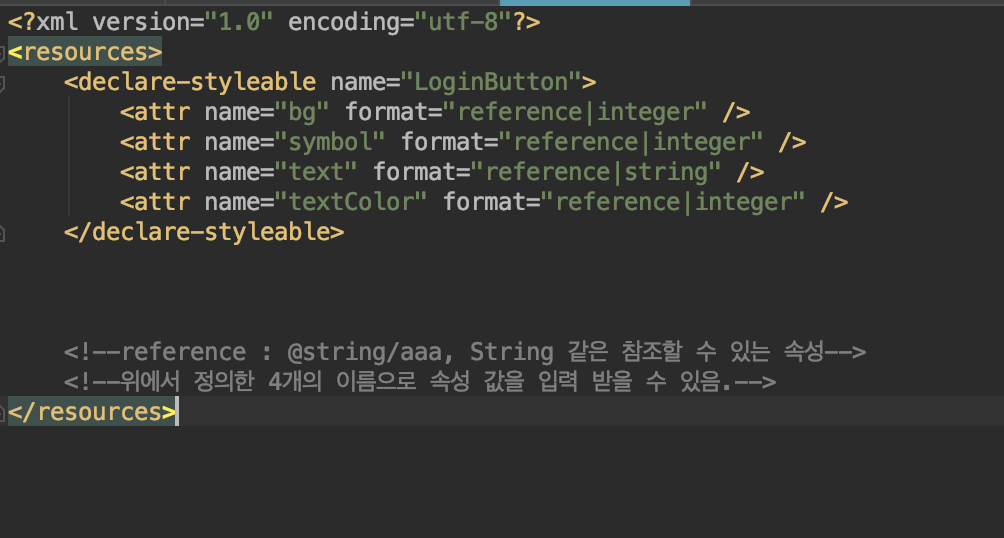 <?xml version="1.0" encoding="utf-8"?>
<resources>
    <declare-styleable name="LoginButton">
        <attr name="bg" format="reference|integer" />
        <attr name="symbol" format="reference|integer" />
        <attr name="text" format="reference|string" />
        <attr name="textColor" format="reference|integer" />
    </declare-styleable>
    <!--reference : @string/aaa, String 같은 참조할 수 있는 속성-->
    <!--위에서 정의한 4개의 이름으로 속성 값을 입력 받을 수 있음.-->
</resources>